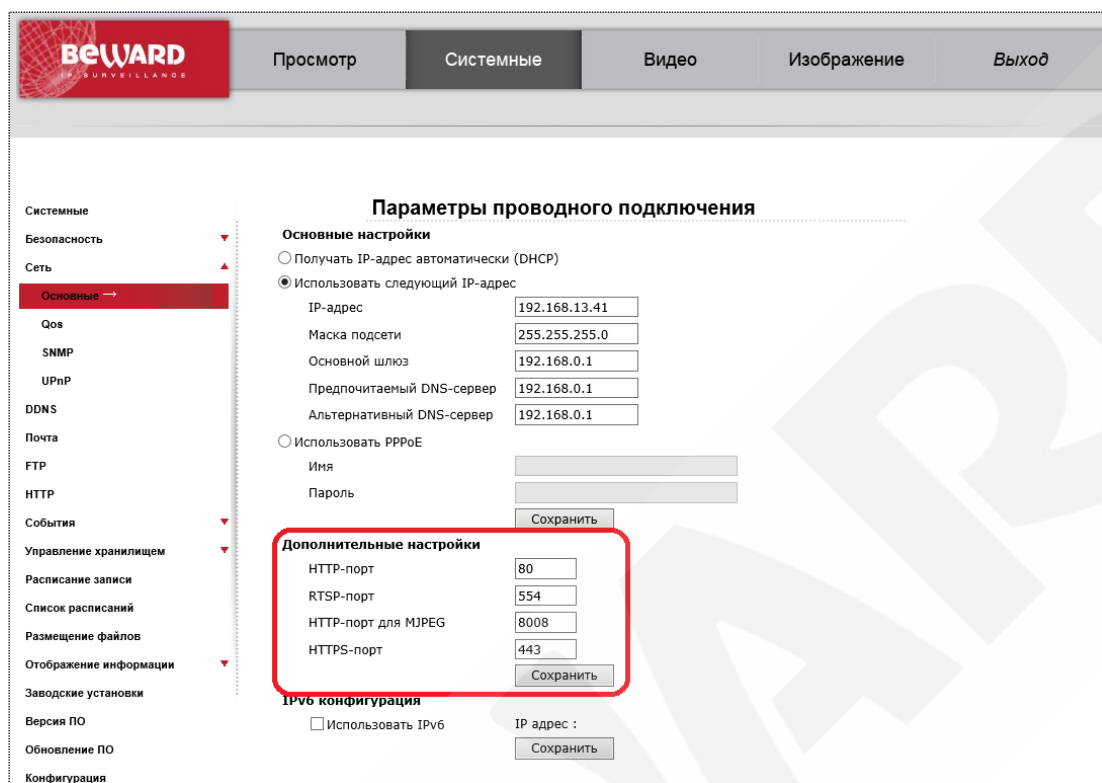 BEWARD
IP SURVEILLANCE
Просмотр
Системные
Видео
Изображение
Выход
Системные
Безопасность
Сеть
Основные →
Qos
SNMP
UPnP
DDNS
Почта
FTP
HTTP
События
Управление хранилищем
Расписание записи
Список расписаний
Размещение файлов
Отображение информации
Заводские установки
Версия ПО
Обновление ПО
Конфигурация
Параметры проводного подключения
Основные настройки
Получать IP-адрес автоматически (DHCP)
Использовать следующий IP-адрес
IP-адрес 192.168.13.41
Маска подсети 255.255.255.0
Основной шлюз 192.168.0.1
Предпочитаемый DNS-сервер 192.168.0.1
Альтернативный DNS-сервер 192.168.0.1
Использовать PPPoE
Имя
Пароль
Сохранить
Дополнительные настройки
HTTP-порт 80
RTSP-порт 554
HTTP-порт для MJPEG 8008
HTTPS-порт 443
Сохранить
IPv6 конфигурация
Использовать IPv6 IP адрес :
Сохранить